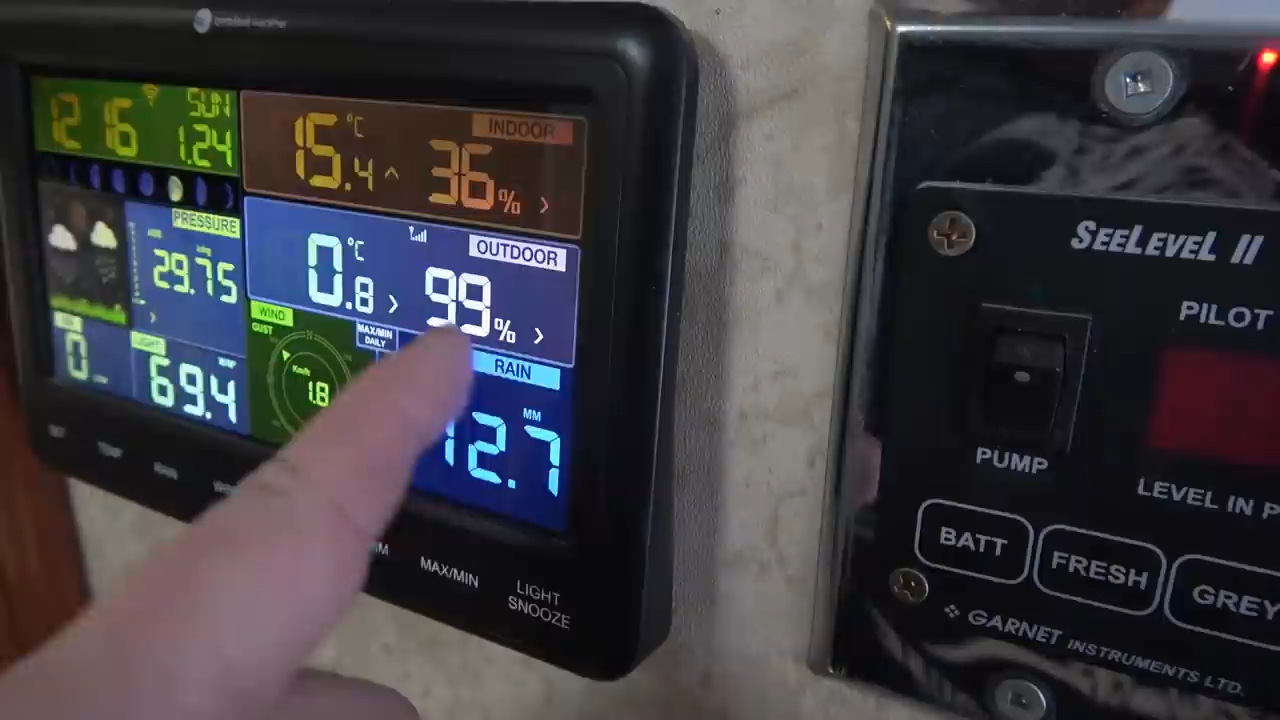 12 16
SUN
1.24
15.4 °C
36%
INDOOR
PRESSURE
29.75
0.8 °C
99%
OUTDOOR
WIND
GUST
MAX/MIN
DAILY
Km/h
1.8
0
LIGHT
69.4
RAIN
MM
12.7
MAX/MIN
LIGHT
SNOOZE
SEELEVEL II
PILOT
PUMP
LEVEL IN
BATT
FRESH
GREY
GARNET INSTRUMENTS LTD.